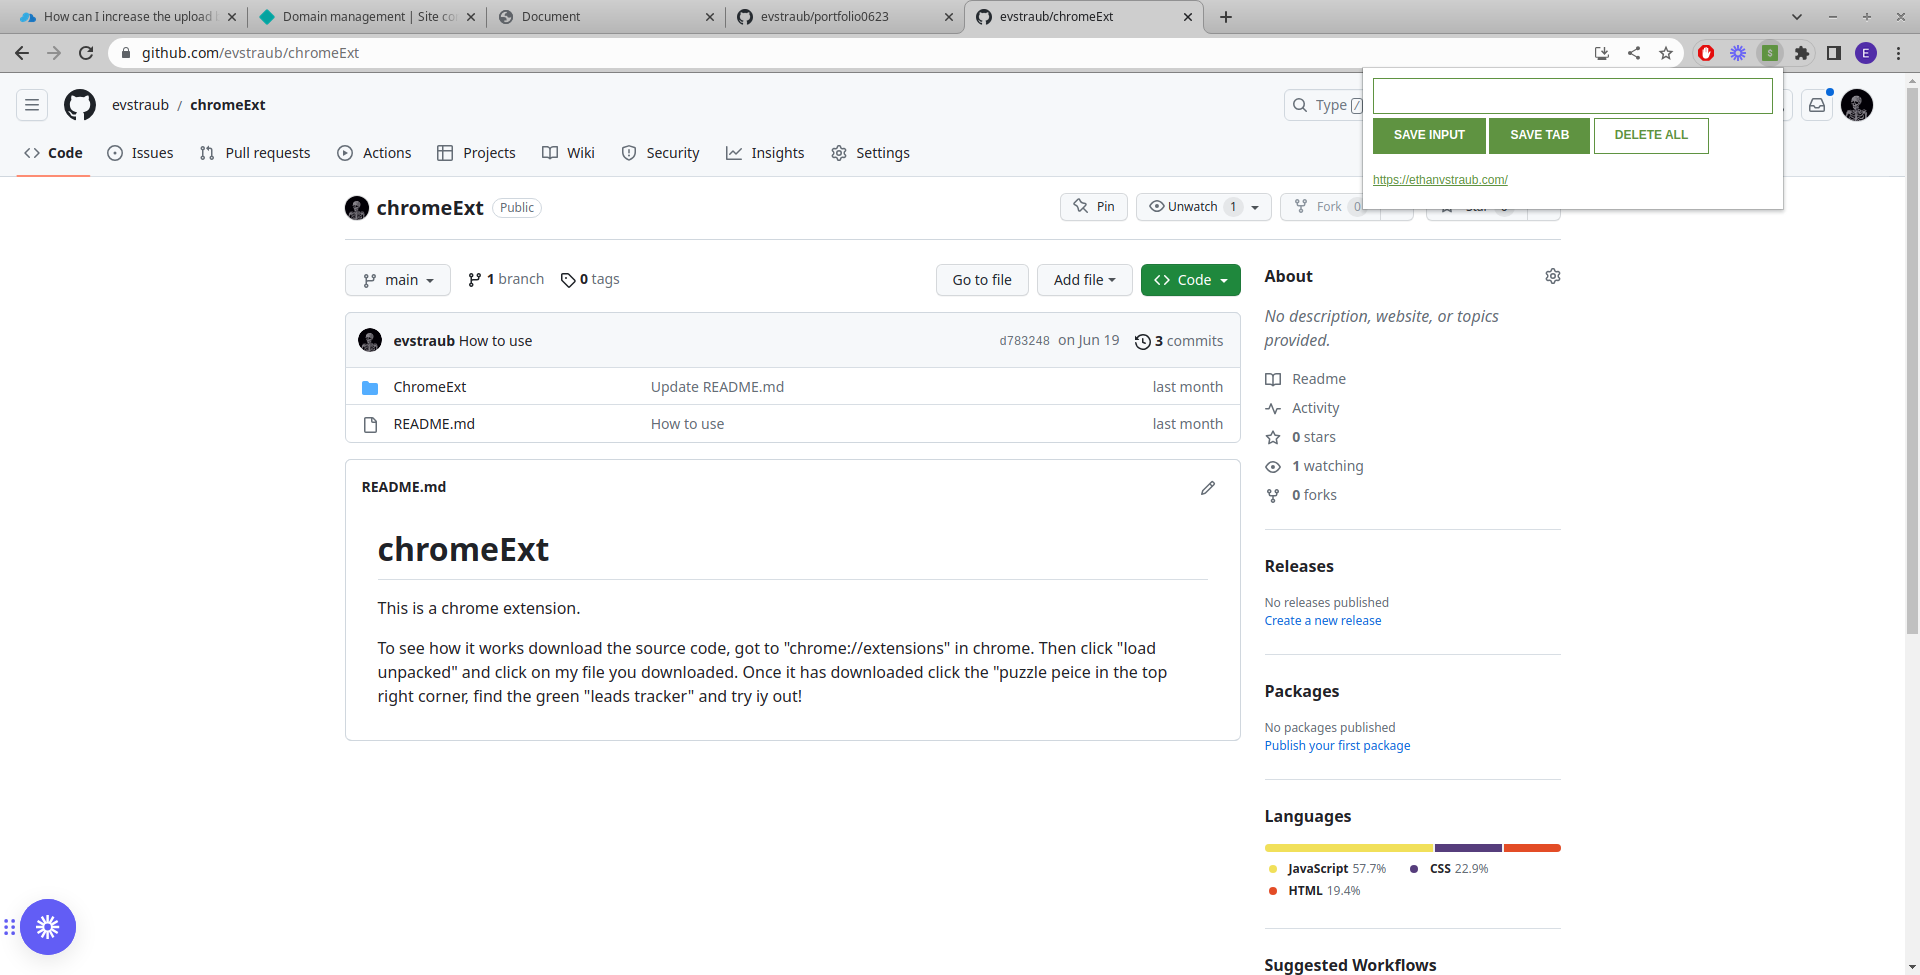 How can I increase the upload
Domain management | Site co
Document
evstraub/portfolio0623
evstraub/chromeExt
github.com/evstraub/chromeExt
E
evstraub / chromeExt
Type /
SAVE INPUT SAVE TAB DELETE ALL
https://ethanvstraub.com/
Code Issues Pull requests Actions Projects Wiki Security Insights Settings
chromeExt Public
Pin Unwatch 1 Fork 0
main 1 branch 0 tags
Go to file Add file Code
evstraub How to use d783248 on Jun 19 3 commits
ChromeExt Update README.md last month
README.md How to use last month
README.md
chromeExt
This is a chrome extension.
To see how it works download the source code, got to "chrome://extensions" in chrome. Then click "load
unpacked" and click on my file you downloaded. Once it has downloaded click the "puzzle peice in the top
right corner, find the green "leads tracker" and try iy out!
About
No description, website, or topics
provided.
Readme
Activity
0 stars
1 watching
0 forks
Releases
No releases published
Create a new release
Packages
No packages published
Publish your first package
Languages
JavaScript 57.7% CSS 22.9%
HTML 19.4%
Suggested Workflows